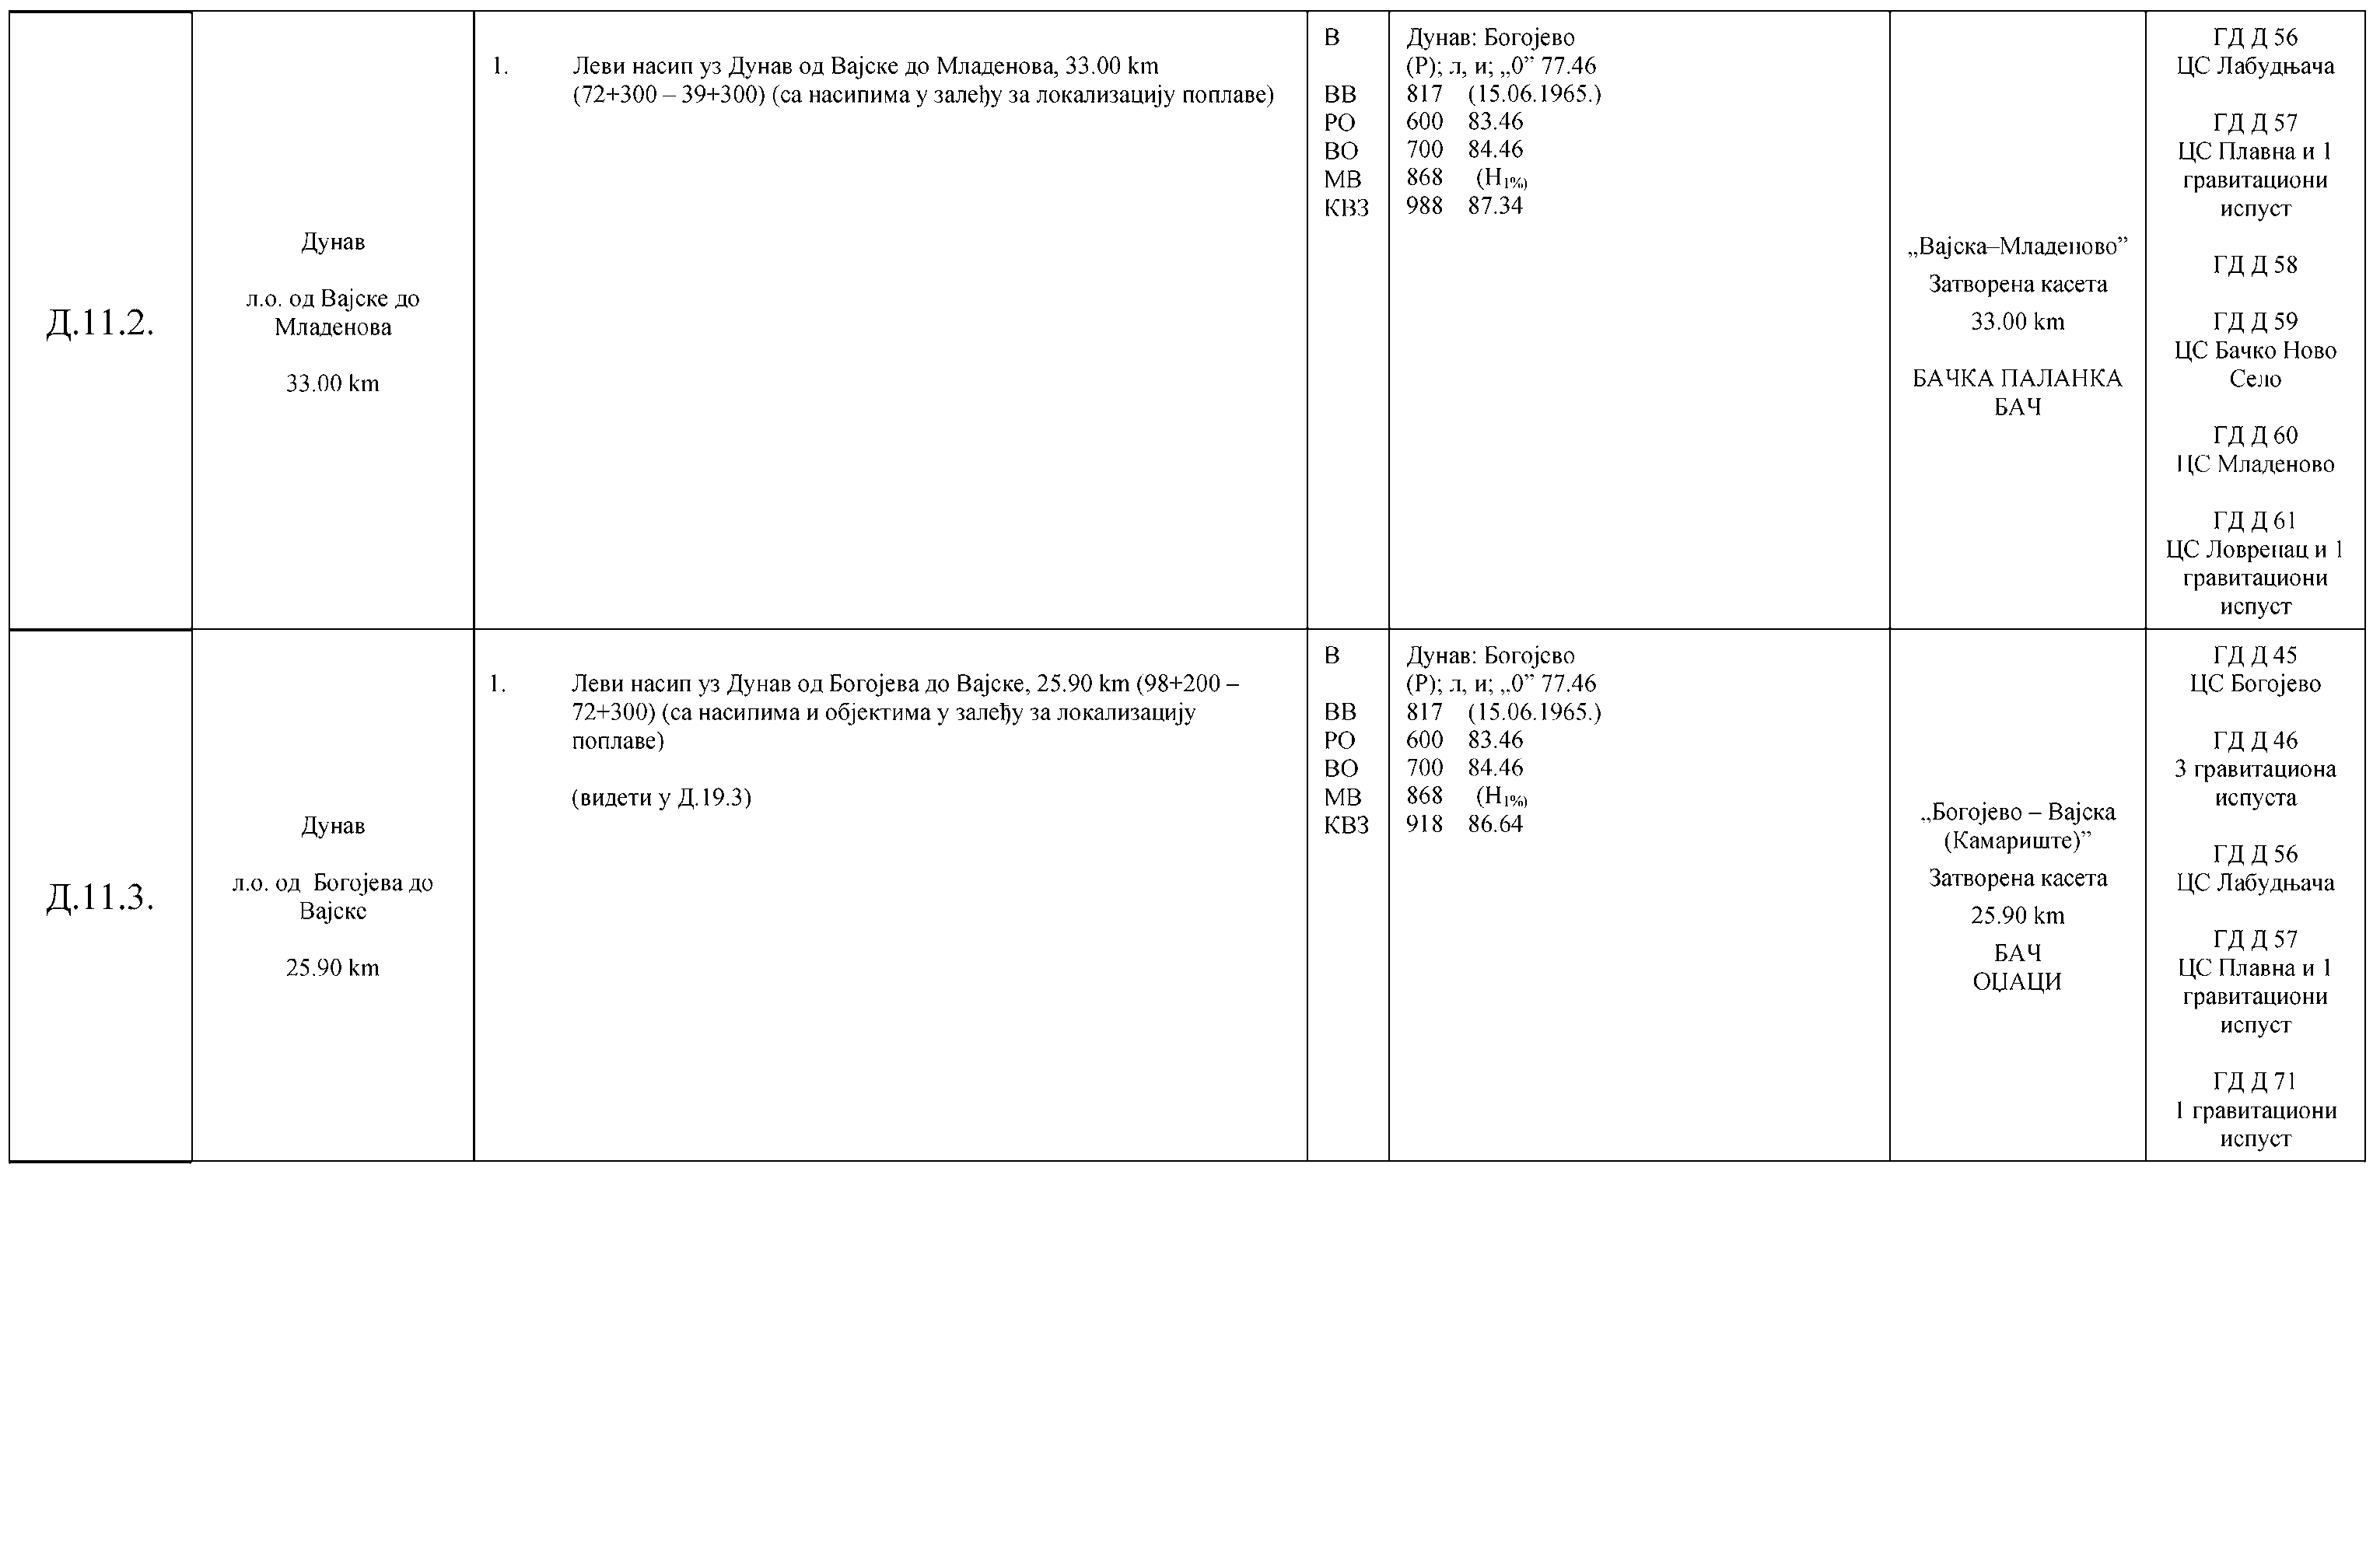 Д.11.2.
Дунав
л.о. од Вајске до
Младенова
33.00 km
1. Леви насип уз Дунав од Вајске до Младенова, 33.00 km
(72+300 – 39+300) (са насипима у залеђу за локализацију поплаве)
В Дунав: Богојево
(Р); л, и; „0” 77.46
ВВ 817 (15.06.1965.)
РО 600 83.46
ВО 700 84.46
МВ 868 (H1%)
КВЗ 988 87.34
„Вајска–Младеново”
Затворена касета
33.00 km
БАЧКА ПАЛАНКА
БАЧ
ГД Д 56
ЦС Лабудњача
ГД Д 57
ЦС Плавна и 1
гравитациони
испуст
ГД Д 58
ГД Д 59
ЦС Бачко Ново
Село
ГД Д 60
ЦС Младеново
ГД Д 61
ЦС Ловренац и 1
гравитациони
испуст
Д.11.3.
Дунав
л.о. од Богојева до
Вајске
25.90 km
1. Леви насип уз Дунав од Богојева до Вајске, 25.90 km (98+200 –
72+300) (са насипима и објектима у залеђу за локализацију
поплаве)
(видети у Д.19.3)
В Дунав: Богојево
(Р); л, и; „0” 77.46
ВВ 817 (15.06.1965.)
РО 600 83.46
ВО 700 84.46
МВ 868 (H1%)
КВЗ 918 86.64
„Богојево – Вајска
(Камариште)”
Затворена касета
25.90 km
БАЧ
ОЏАЦИ
ГД Д 45
ЦС Богојево
ГД Д 46
3 гравитациона
испуста
ГД Д 56
ЦС Лабудњача
ГД Д 57
ЦС Плавна и 1
гравитациони
испуст
ГД Д 71
1 гравитациони
испуст